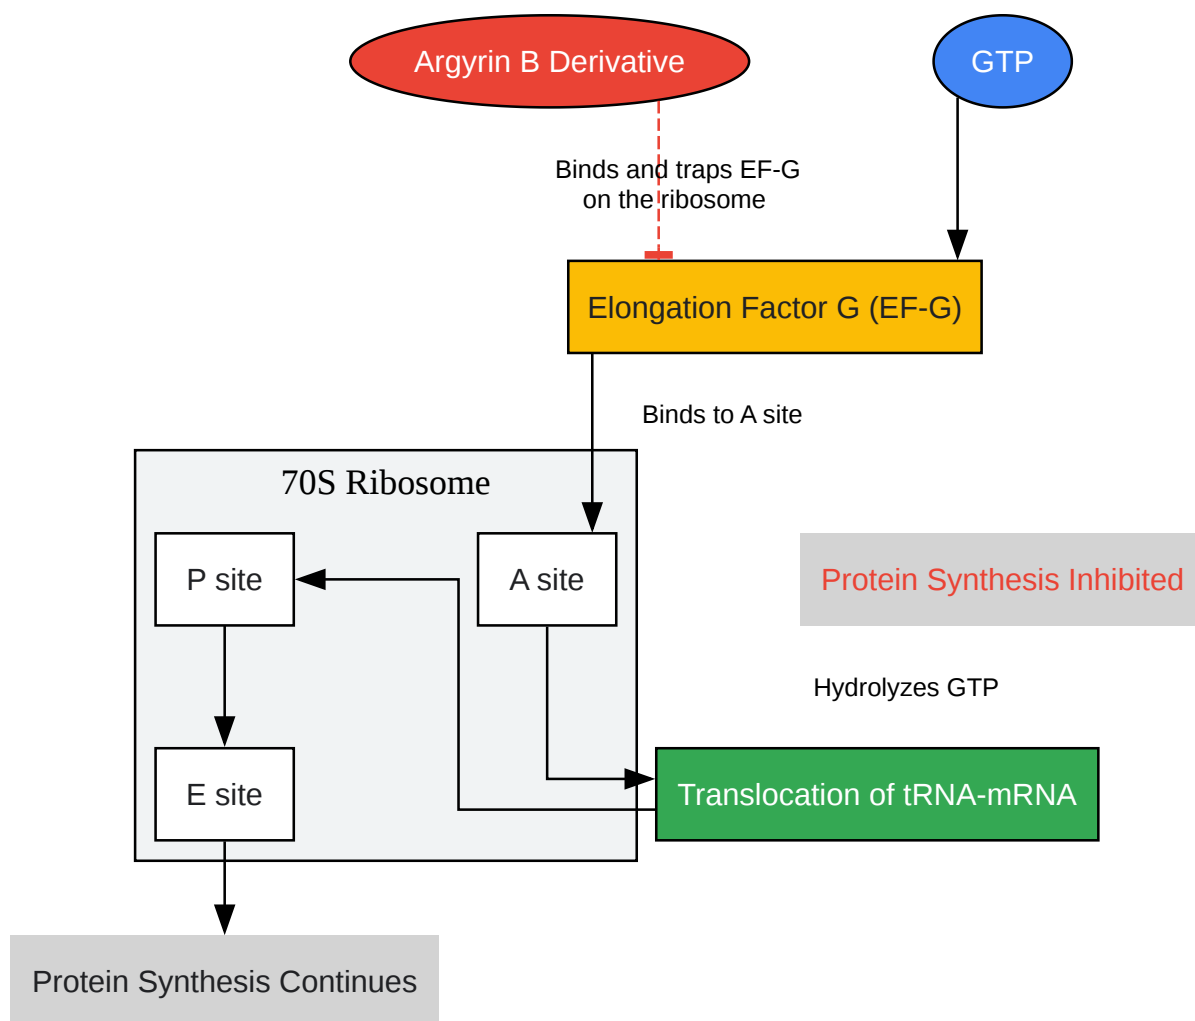 Argyrin B Derivative
GTP
Binds and traps EF-G
on the ribosome
Elongation Factor G (EF-G)
Binds to A site
70S Ribosome
P site
A site
Protein Synthesis Inhibited
Hydrolyzes GTP
E site
Translocation of tRNA-mRNA
Protein Synthesis Continues